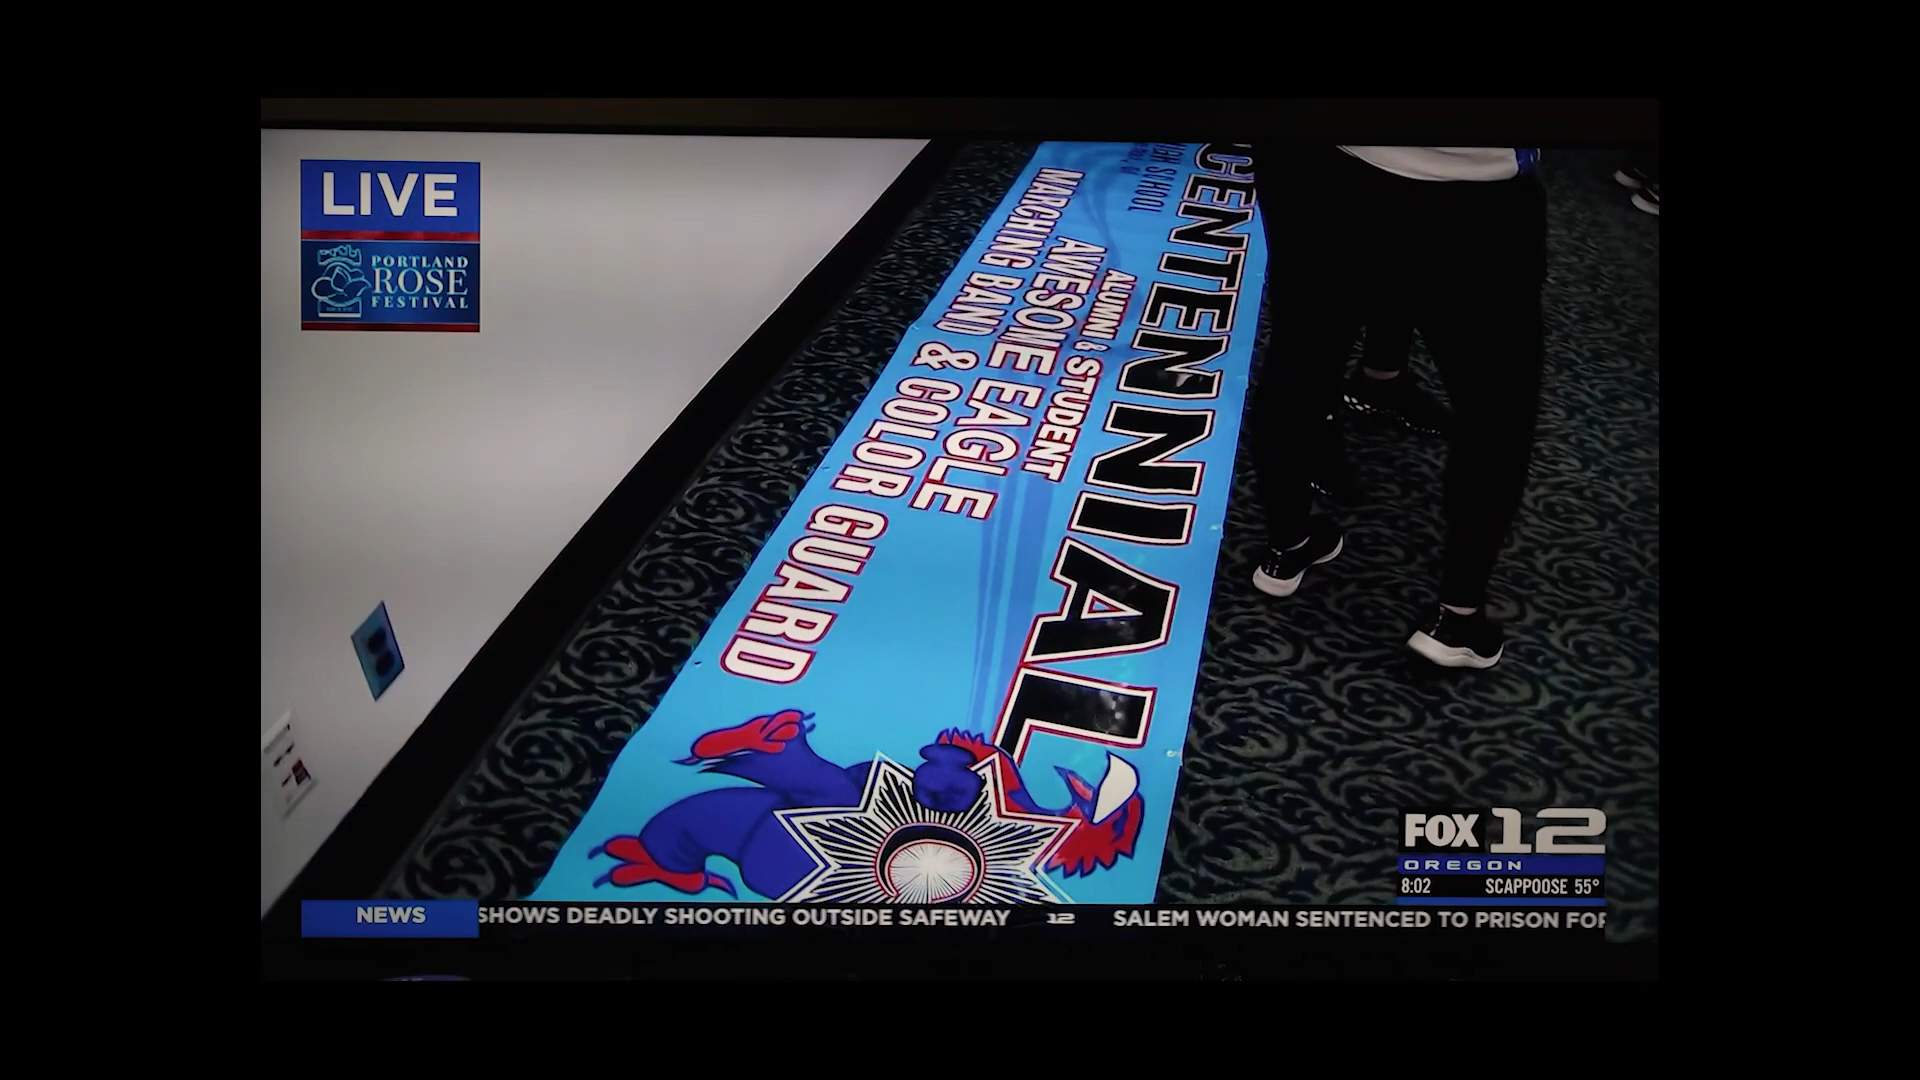 LIVE
PORTLAND
ROSE
FESTIVAL
CENTENNIAL
HIGH SCHOOL
ALUMNI & STUDENT
AWESOME EAGLE
MARCHING BAND & COLOR GUARD
FOX 12
OREGON
8:02 SCAPPOOSE 55°
NEWS SHOWS DEADLY SHOOTING OUTSIDE SAFEWAY 12 SALEM WOMAN SENTENCED TO PRISON FOR